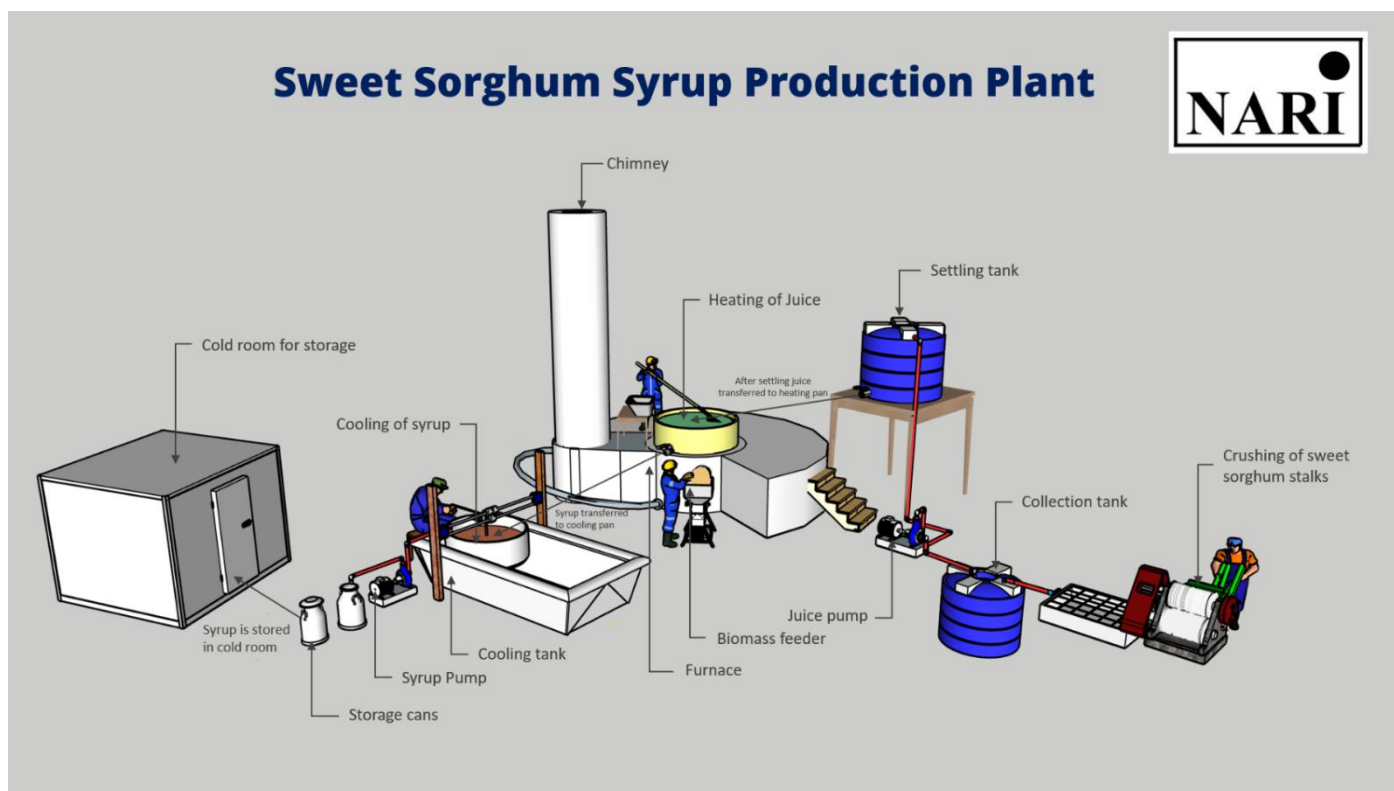 Sweet Sorghum Syrup Production Plant
NARI
Chimney
Settling tank
Heating of Juice
Cold room for storage
After settling juice
transferred to heating pan
Cooling of syrup
Crushing of sweet
sorghum stalks
Collection tank
Syrup transferred
to cooling pan
Juice pump
Syrup is stored
in cold room
Biomass feeder
Cooling tank
Furnace
Syrup Pump
Storage cans